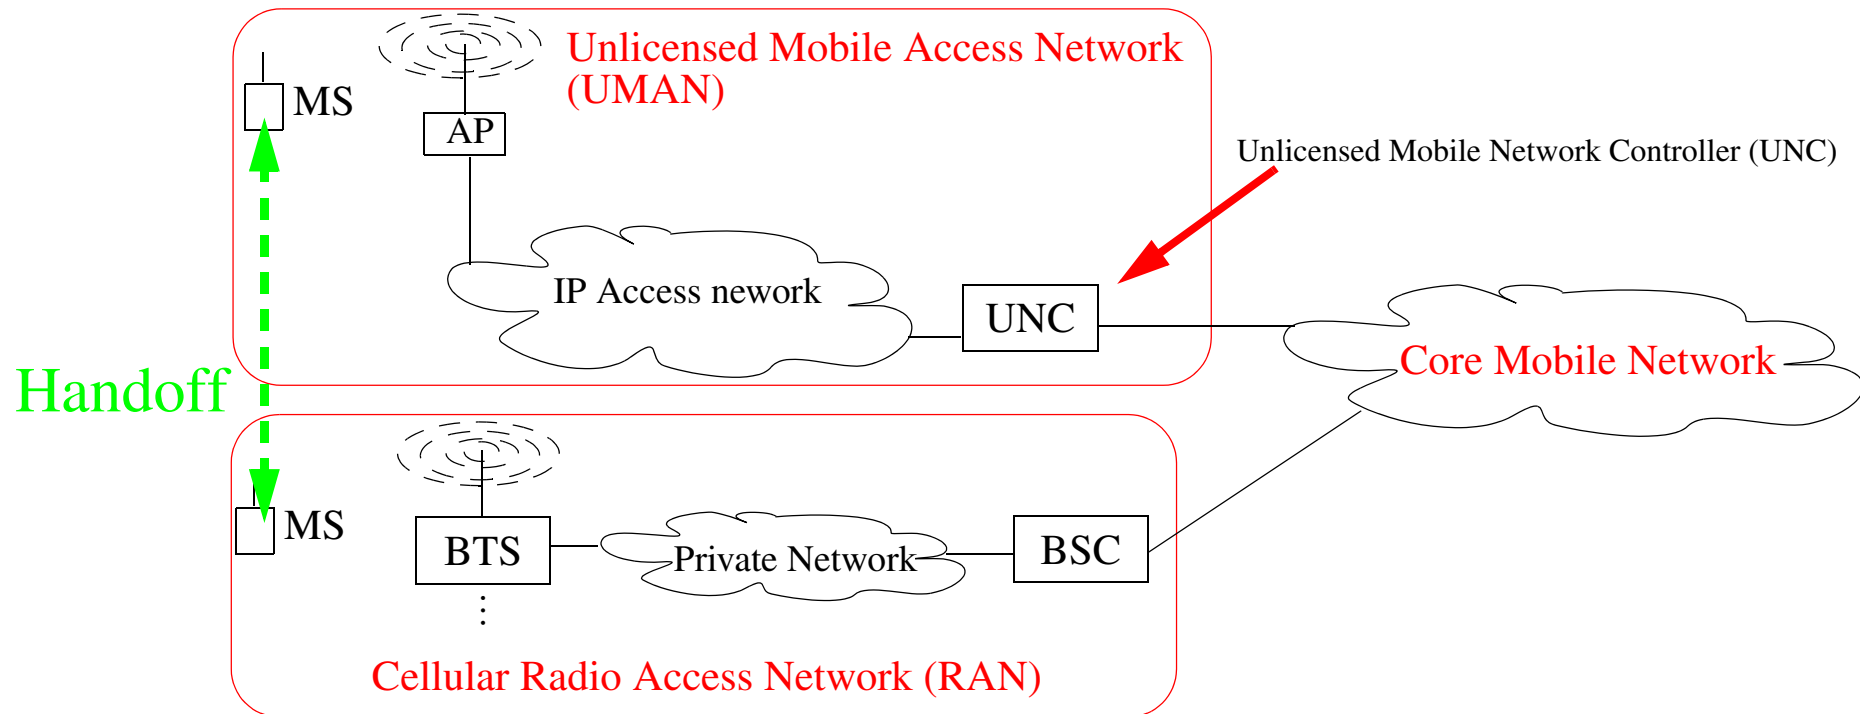 Unlicensed Mobile Access Network
(UMAN)
MS
AP
Unlicensed Mobile Network Controller (UNC)
IP Access nework
UNC
Core Mobile Network
Handoff
MS
BTS
Private Network
BSC
Cellular Radio Access Network (RAN)